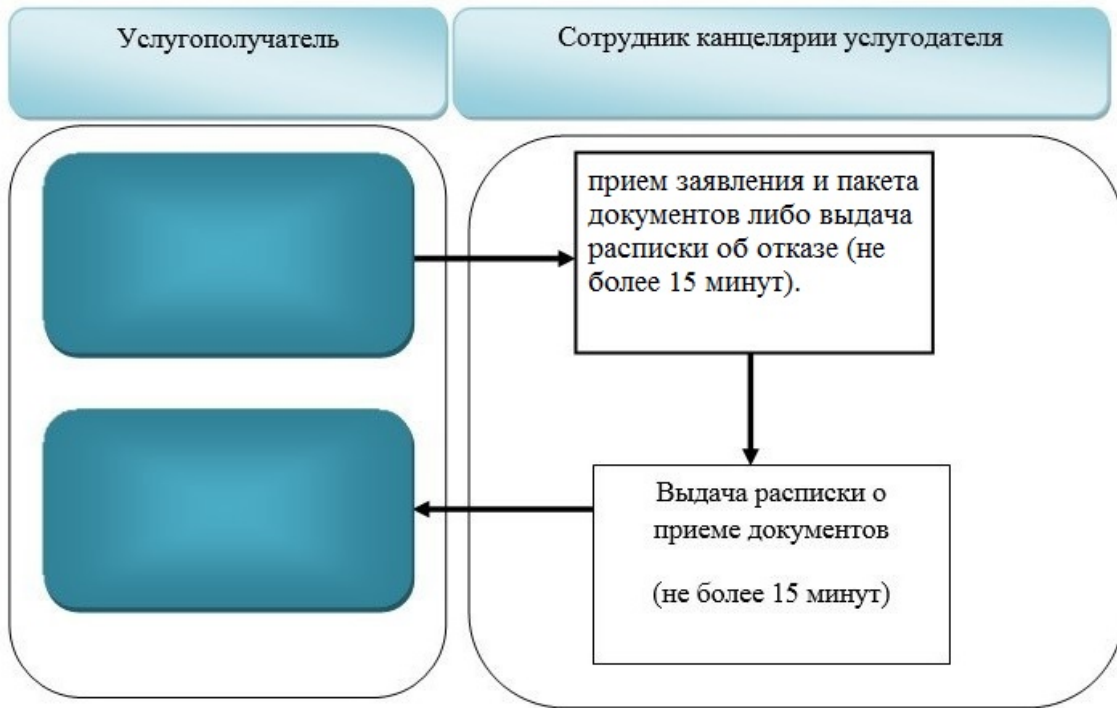 Услугополучатель
Сотрудник канцелярии услугодателя
прием заявления и пакета
документов либо выдача
расписки об отказе (не
более 15 минут).
Выдача расписки о
приеме документов
(не более 15 минут)